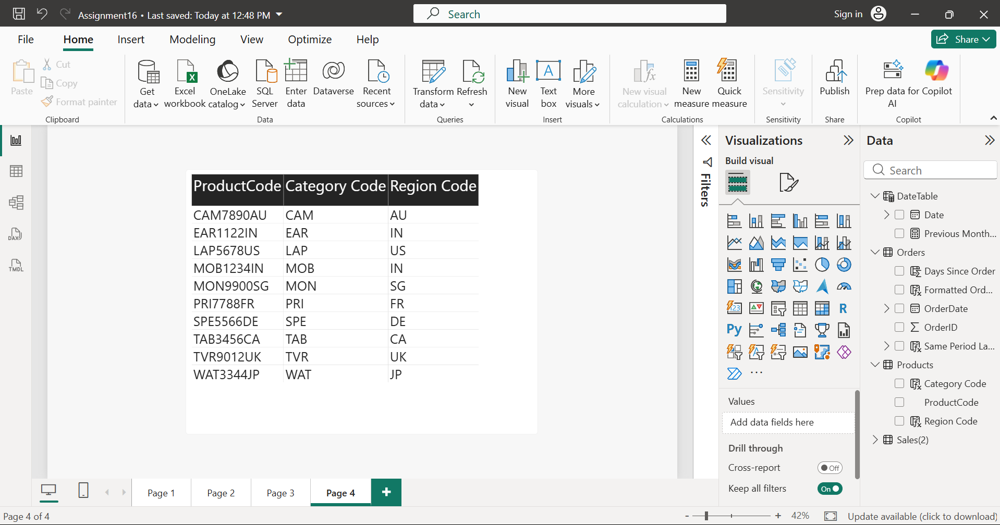 Assignment16 • Last saved: Today at 12:48 PM
Search
Sign in
File Home Insert Modeling View Optimize Help
Share
Paste
Cut
Copy
Format painter
Clipboard
Get data
Excel workbook
OneLake catalog
SQL Server
Enter data
Dataverse
Recent sources
Data
Transform data
Refresh
Queries
New visual
Text box
More visuals
Insert
New visual calculation
New measure
Quick measure
Calculations
Sensitivity
Sensitivity
Publish
Share
Prep data for AI
Copilot
Copilot
ProductCode Category Code Region Code
CAM7890AU CAM AU
EAR1122IN EAR IN
LAP5678US LAP US
MOB1234IN MOB IN
MON9900SG MON SG
PRI7788FR PRI FR
SPE5566DE SPE DE
TAB3456CA TAB CA
TVR9012UK TVR UK
WAT3344JP WAT JP
DAX
TMDL
Filters
Visualizations
Build visual
123
R
Py
Values
Add data fields here
Drill through
Cross-report
Off
Keep all filters
On
Data
Search
DateTable
Date
Previous Month...
Orders
Days Since Order
Formatted Ord...
OrderDate
OrderID
Same Period La...
Products
Category Code
ProductCode
Region Code
Sales(2)
Page 1 Page 2 Page 3 Page 4 +
Page 4 of 4
- + 42%
Update available (click to download)